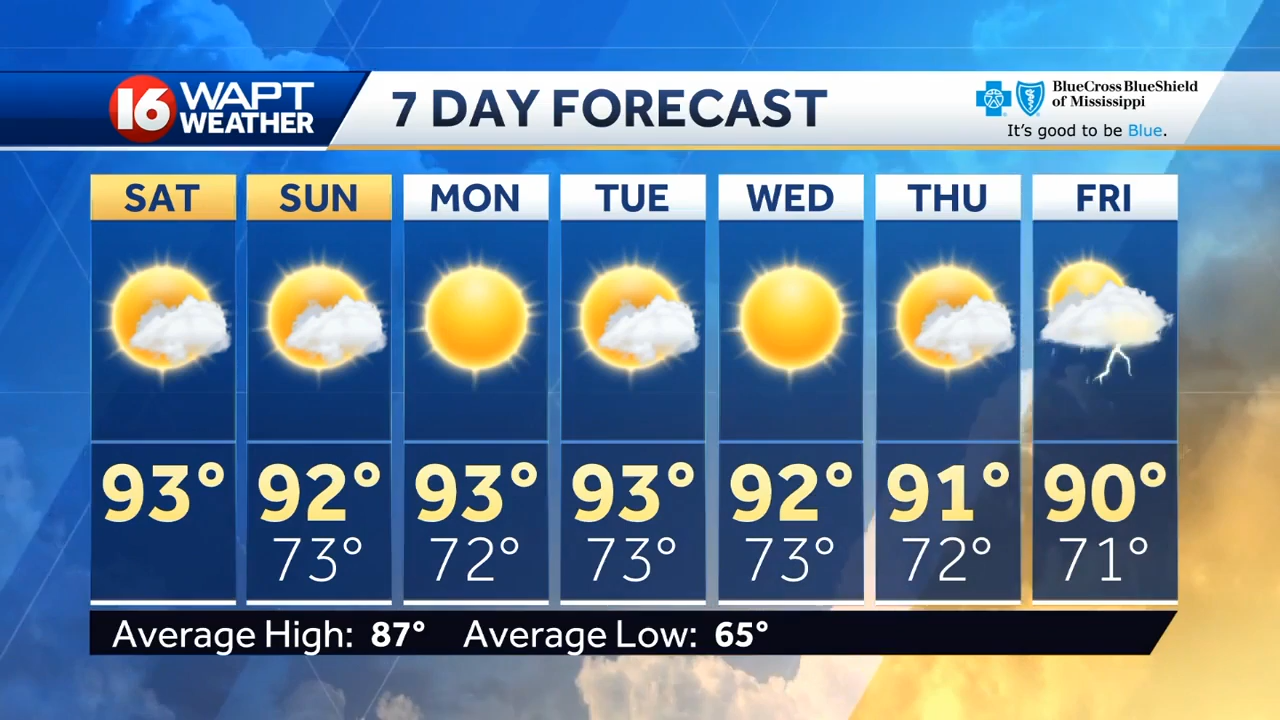 16 WAPT
WEATHER
7 DAY FORECAST
BlueCross BlueShield
of Mississippi
It's good to be Blue.
SAT SUN MON TUE WED THU FRI
93° 92° 93° 93° 92° 91° 90°
73° 72° 73° 73° 72° 71°
Average High: 87° Average Low: 65°